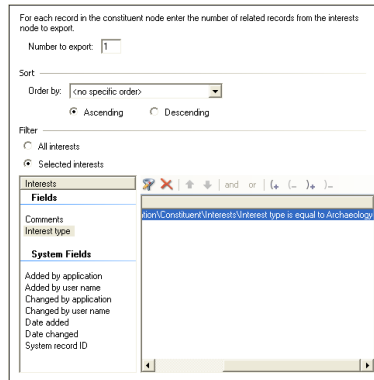 For each record in the constituent node enter the number of related records from the interests
node to export.
Number to export: 1
Sort
Order by: <no specific order>
Ascending Descending
Filter
All interests
Selected interests
Interests
and or (+ (- )+ )-
Fields
tion\Constituent\Interests\Interest type is equal to Archaeology
Comments
Interest type
System Fields
Added by application
Added by user name
Changed by application
Changed by user name
Date added
Date changed
System record ID